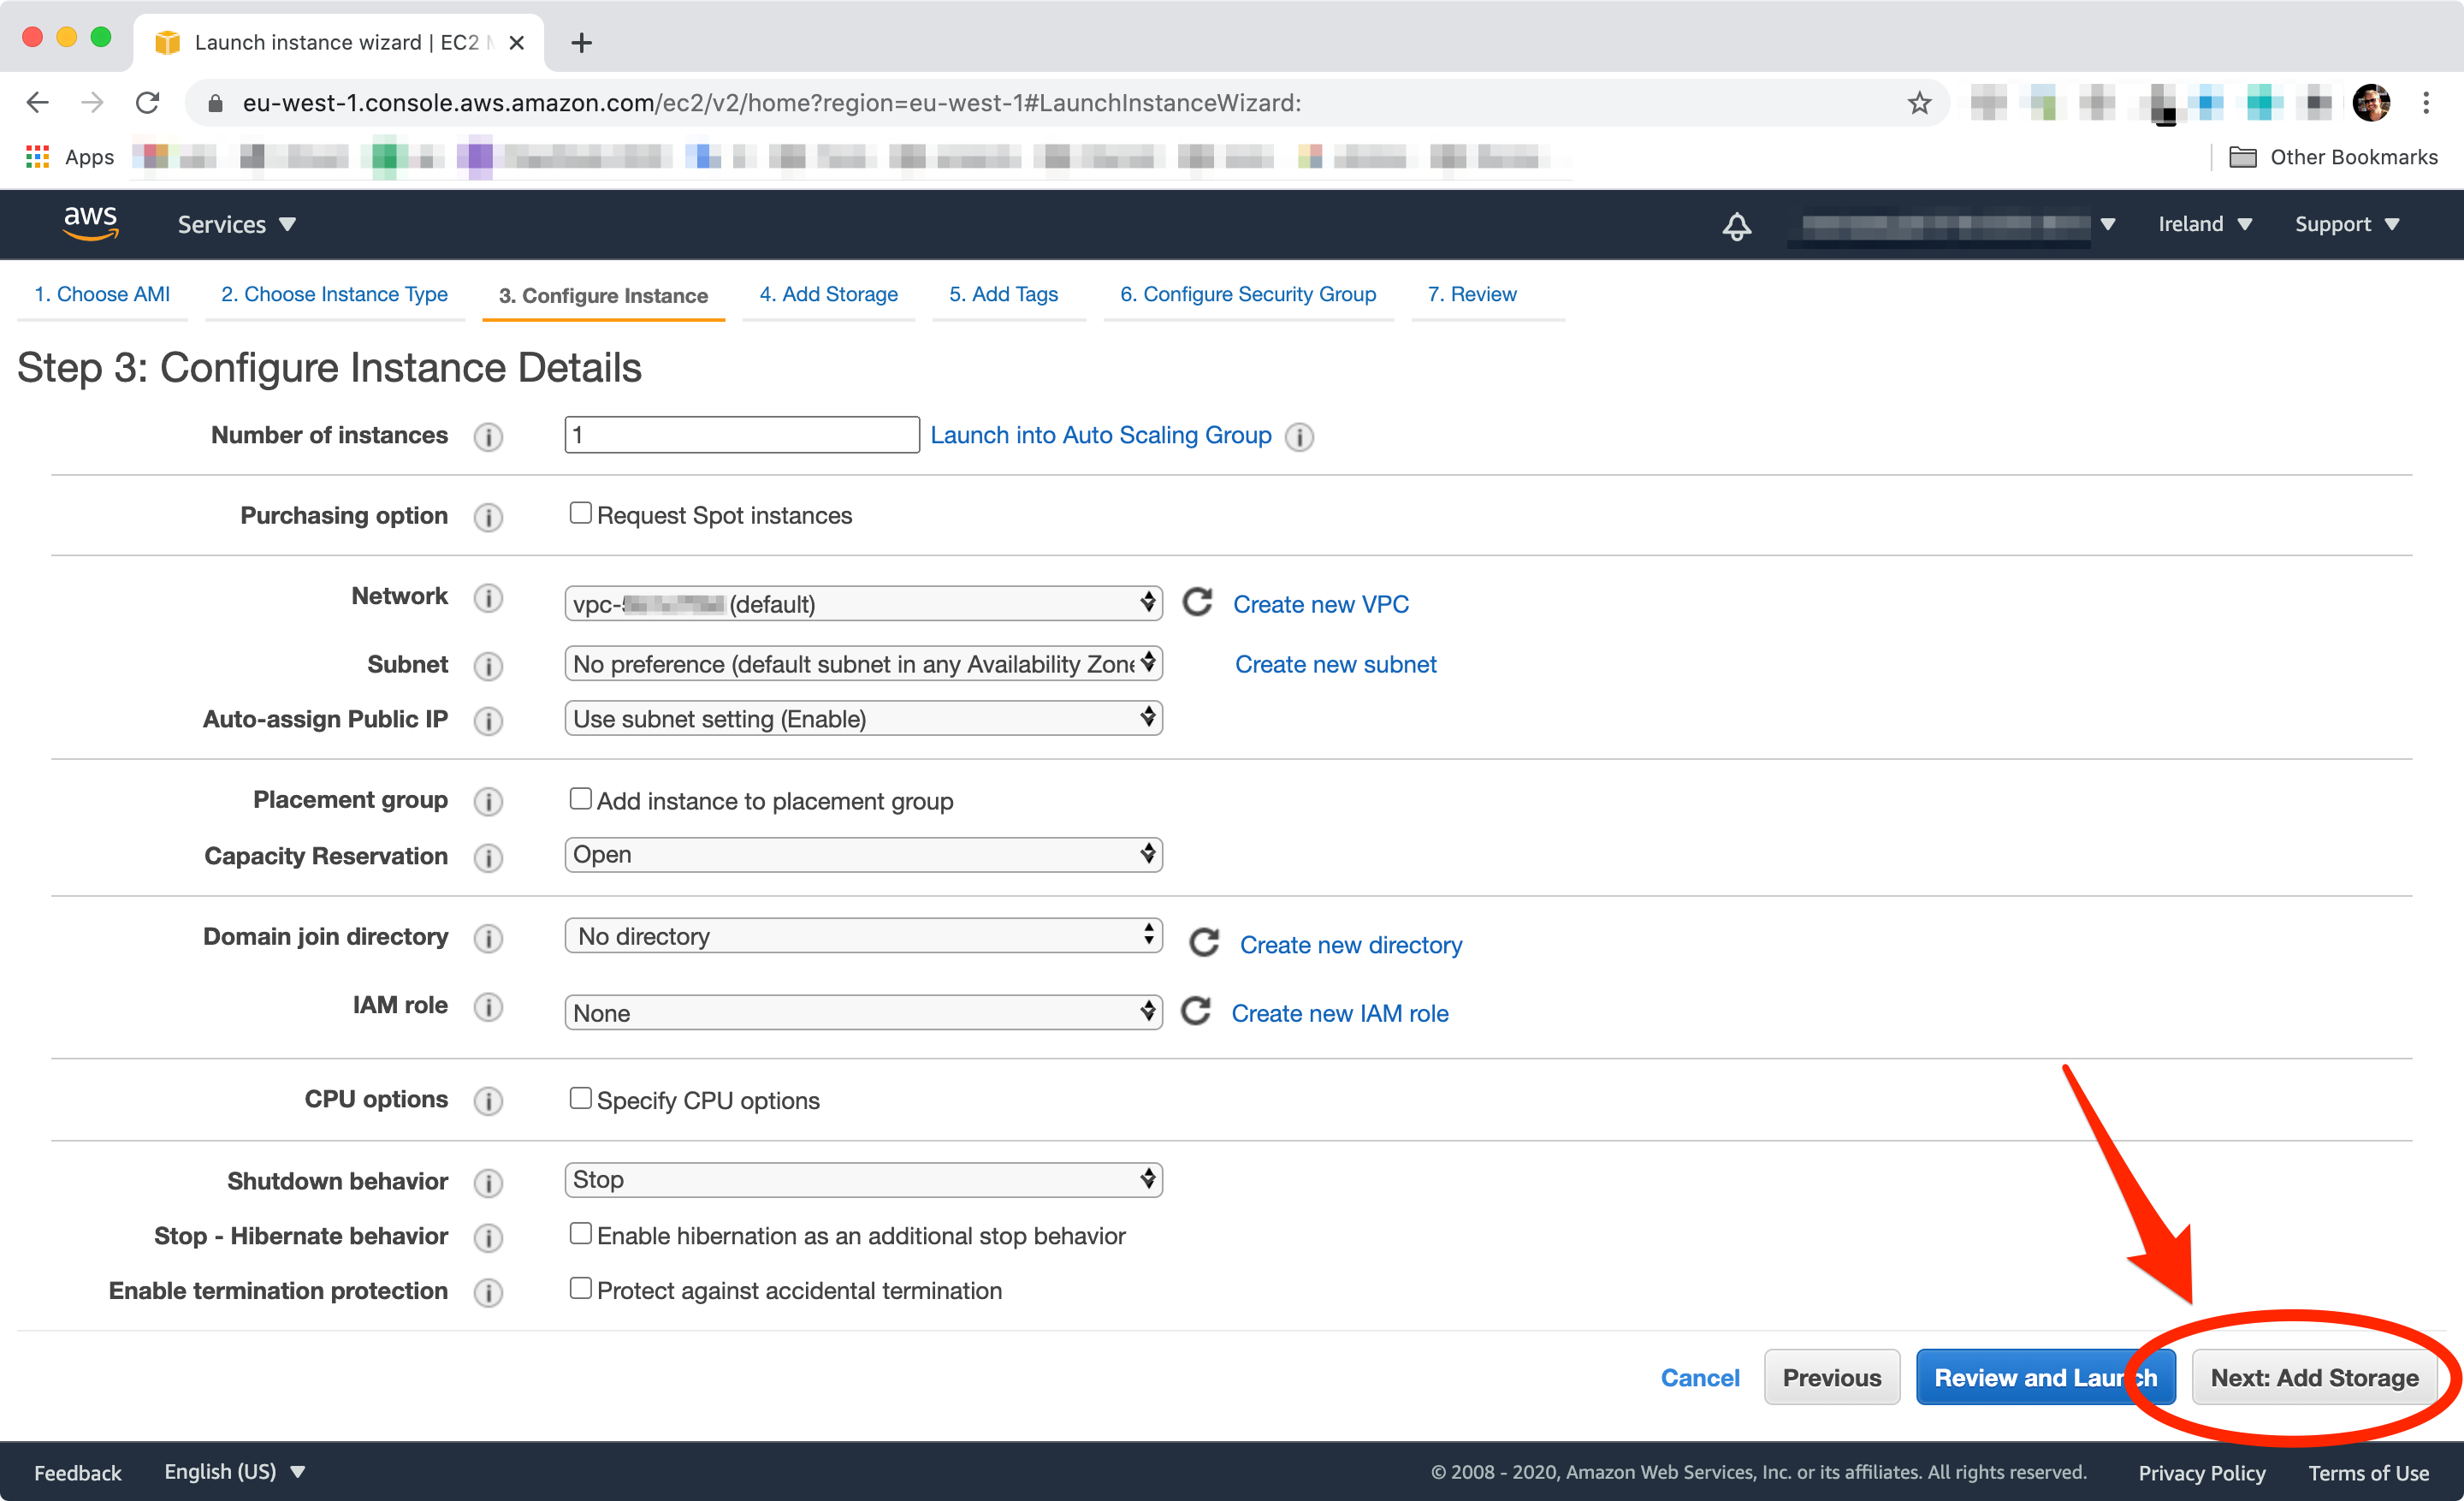 Launch instance wizard | EC2
eu-west-1.console.aws.amazon.com/ec2/v2/home?region=eu-west-1#LaunchInstanceWizard:
Apps
Other Bookmarks
aws Services Ireland Support
1. Choose AMI 2. Choose Instance Type 3. Configure Instance 4. Add Storage 5. Add Tags 6. Configure Security Group 7. Review
Step 3: Configure Instance Details
Number of instances i 1 Launch into Auto Scaling Group i
Purchasing option i Request Spot instances
Network i vpc- (default) Create new VPC
Subnet i No preference (default subnet in any Availability Zone Create new subnet
Auto-assign Public IP i Use subnet setting (Enable)
Placement group i Add instance to placement group
Capacity Reservation i Open
Domain join directory i No directory Create new directory
IAM role i None Create new IAM role
CPU options i Specify CPU options
Shutdown behavior i Stop
Stop - Hibernate behavior i Enable hibernation as an additional stop behavior
Enable termination protection i Protect against accidental termination
Cancel Previous Review and Launch Next: Add Storage
Feedback English (US) © 2008 - 2020, Amazon Web Services, Inc. or its affiliates. All rights reserved. Privacy Policy Terms of Use